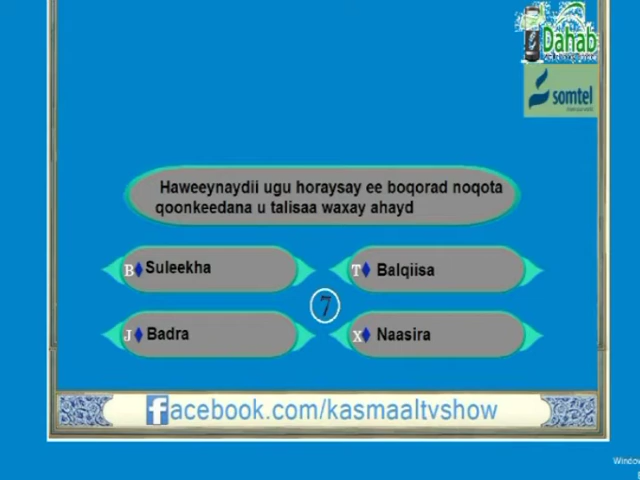 Dahab
somtel
Haweeynaydii ugu horaysay ee boqorad noqota
qoonkeedana u talisaa waxay ahayd
B Suleekha
T Balqiisa
7
J Badra
X Naasira
facebook.com/kasmaaltvshow
Window